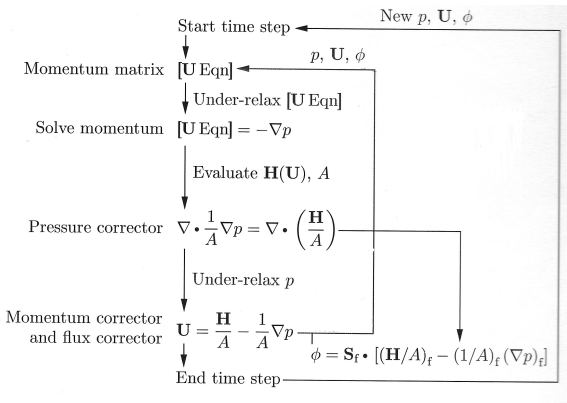 New p, U, ϕ
Start time step
p, U, ϕ
Momentum matrix [U Eqn]
Under-relax [U Eqn]
Solve momentum [U Eqn] = −∇p
Evaluate H(U), A
Pressure corrector ∇ • 1/A ∇p = ∇ • (H/A)
Under-relax p
Momentum corrector
and flux corrector U = H/A − 1/A ∇p
ϕ = S_f • [(H/A)_f − (1/A)_f (∇p)_f]
End time step